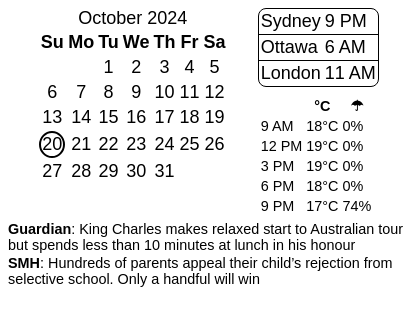 October 2024
Su Mo Tu We Th Fr Sa
1 2 3 4 5
6 7 8 9 10 11 12
13 14 15 16 17 18 19
20 21 22 23 24 25 26
27 28 29 30 31
Sydney 9 PM
Ottawa 6 AM
London 11 AM
°C ☂
9 AM 18°C 0%
12 PM 19°C 0%
3 PM 19°C 0%
6 PM 18°C 0%
9 PM 17°C 74%
Guardian: King Charles makes relaxed start to Australian tour
but spends less than 10 minutes at lunch in his honour
SMH: Hundreds of parents appeal their child’s rejection from
selective school. Only a handful will win